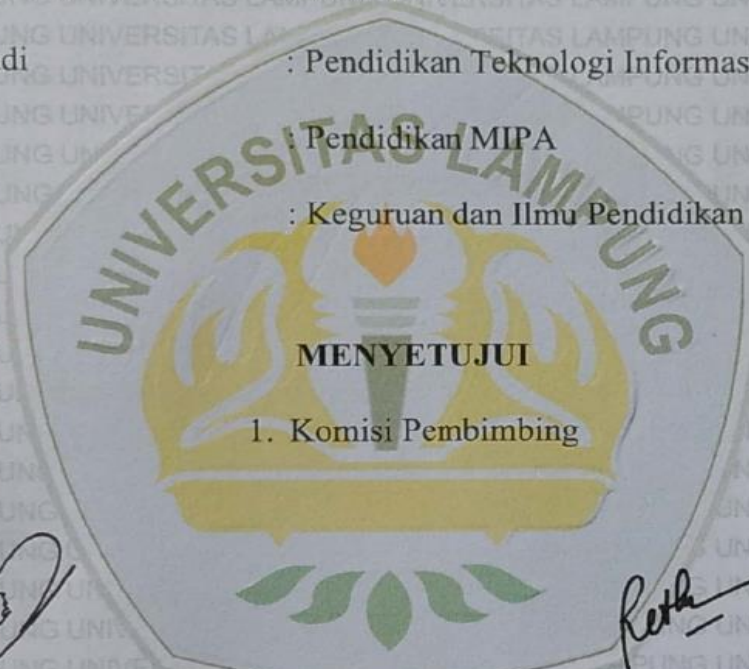 di : Pendidikan Teknologi Informas
: Pendidikan MIPA
: Keguruan dan Ilmu Pendidikan
UNIVERSITAS LAMPUNG
MENYETUJUI
1. Komisi Pembimbing